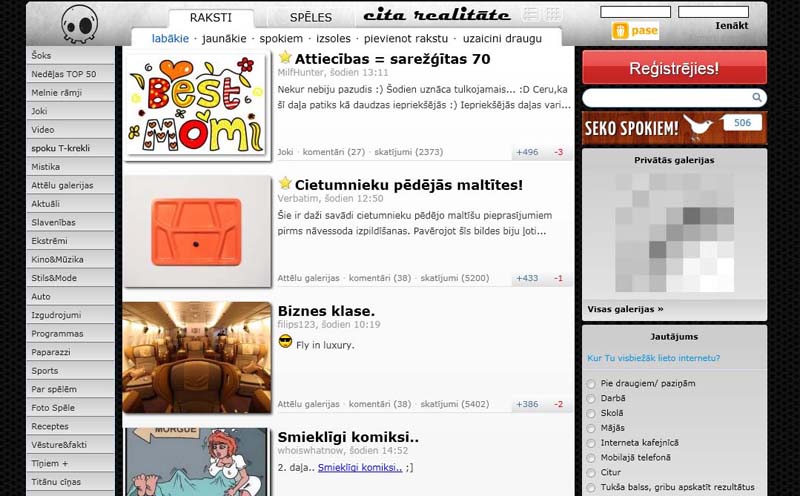 RAKSTI
SPĒLES
cita realitāte
labākie · jaunākie · spokiem · izsoles · pievienot rakstu · uzaicini draugu
pase
Ienākt
Šoks
Nedēļas TOP 50
Melnie rāmji
Joki
Video
spoku T-krekli
Mistika
Attēlu galerijas
Aktuāli
Slavenības
Ekstrēmi
Kino&Mūzika
Stils&Mode
Auto
Izgudrojumi
Programmas
Paparazzi
Sports
Par spēlēm
Foto Spēle
Receptes
Vēsture&fakti
Tīņiem +
Titānu cīņas
Best
Mom!
Attiecības = sarežģītas 70
MilfHunter, šodien 13:11
Nekur nebiju pazudis :) Šodien uznāca tulkojamais... :D Ceru,ka
šī daļa patiks kā daudzas iepriekšējās :) Iepriekšējās daļas vari...
Joki · komentāri (27) · skatījumi (2373)
+496 -3
Cietumnieku pēdējās maltītes!
Verbatim, šodien 12:50
Šie ir daži savādi cietumnieku pēdējo maltīšu pieprasījumiem
pirms nāvessoda izpildīšanas. Pavērojot šīs bildes biju ļoti...
Attēlu galerijas · komentāri (38) · skatījumi (5200)
+433 -1
Biznes klase.
filips123, šodien 10:19
Fly in luxury.
Attēlu galerijas · komentāri (38) · skatījumi (5402)
+386 -2
MORGUE
Smieklīgi komiksi..
whoiswhatnow, šodien 14:52
2. daļa.. Smieklīgi komiksi.. ;]
Reģistrējies!
SEKO SPOKIEM!
506
Privātās galerijas
Visas galerijas »
Jautājums
Kur Tu visbiežāk lieto internetu?
Pie draugiem/ paziņām
Darbā
Skolā
Mājās
Interneta kafejnīcā
Mobilajā telefonā
Citur
Tukša balss, gribu apskatīt rezultātus